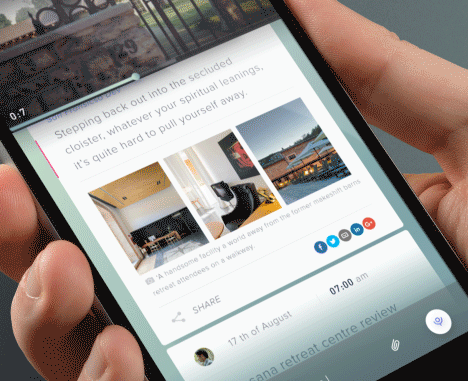 0:7
Stepping back out into the secluded
cloister, whatever your spiritual leanings,
it's quite hard to pull yourself away.
"A handsome facility a world away from the former makeshift barns
retreat attendees on a walkway.
f in G+
SHARE
17 th of August
07:00 am
sana retreat centre review